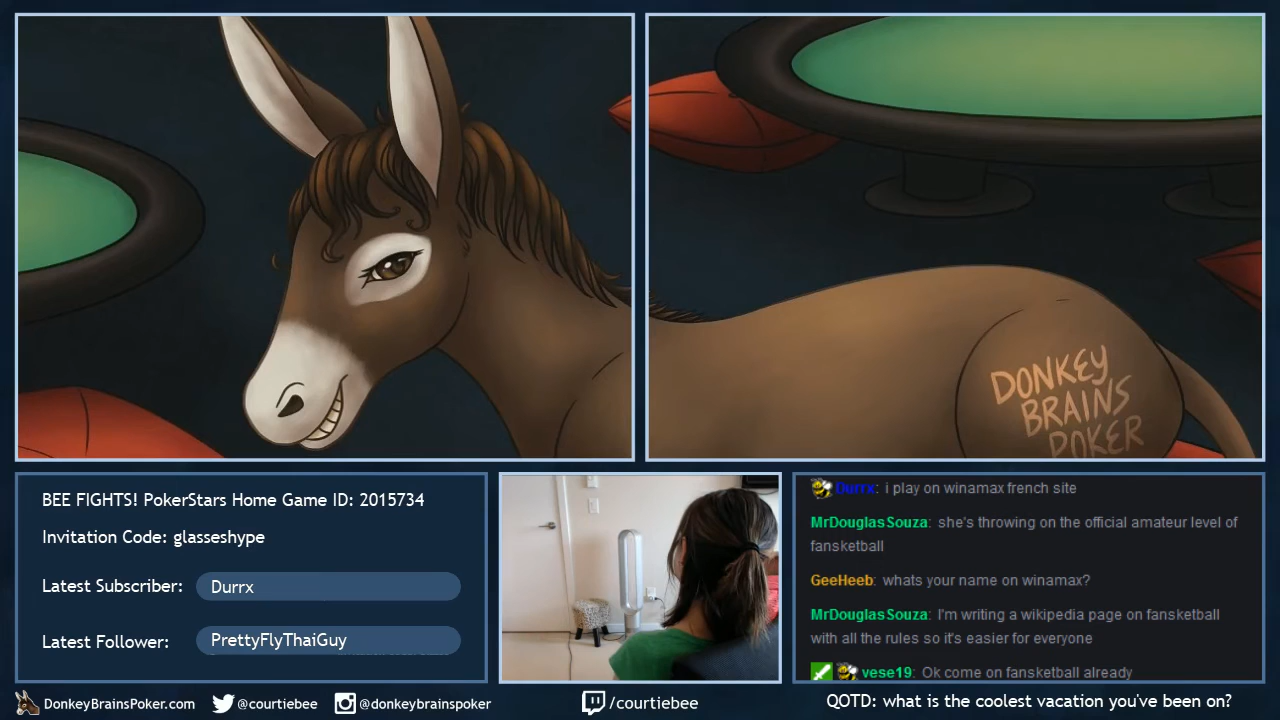 DONKEY
BRAINS
POKER
BEE FIGHTS! PokerStars Home Game ID: 2015734
Invitation Code: glasseshype
Latest Subscriber: Durrx
Latest Follower: PrettyFlyThaiGuy
Durrx: i play on winamax french site
MrDouglasSouza: she's throwing on the official amateur level of
fansketball
GeeHeeb: whats your name on winamax?
MrDouglasSouza: I'm writing a wikipedia page on fansketball
with all the rules so it's easier for everyone
vese19: Ok come on fansketball already
DonkeyBrainsPoker.com @courtiebee @donkeybrainspoker /courtiebee QOTD: what is the coolest vacation you've been on?